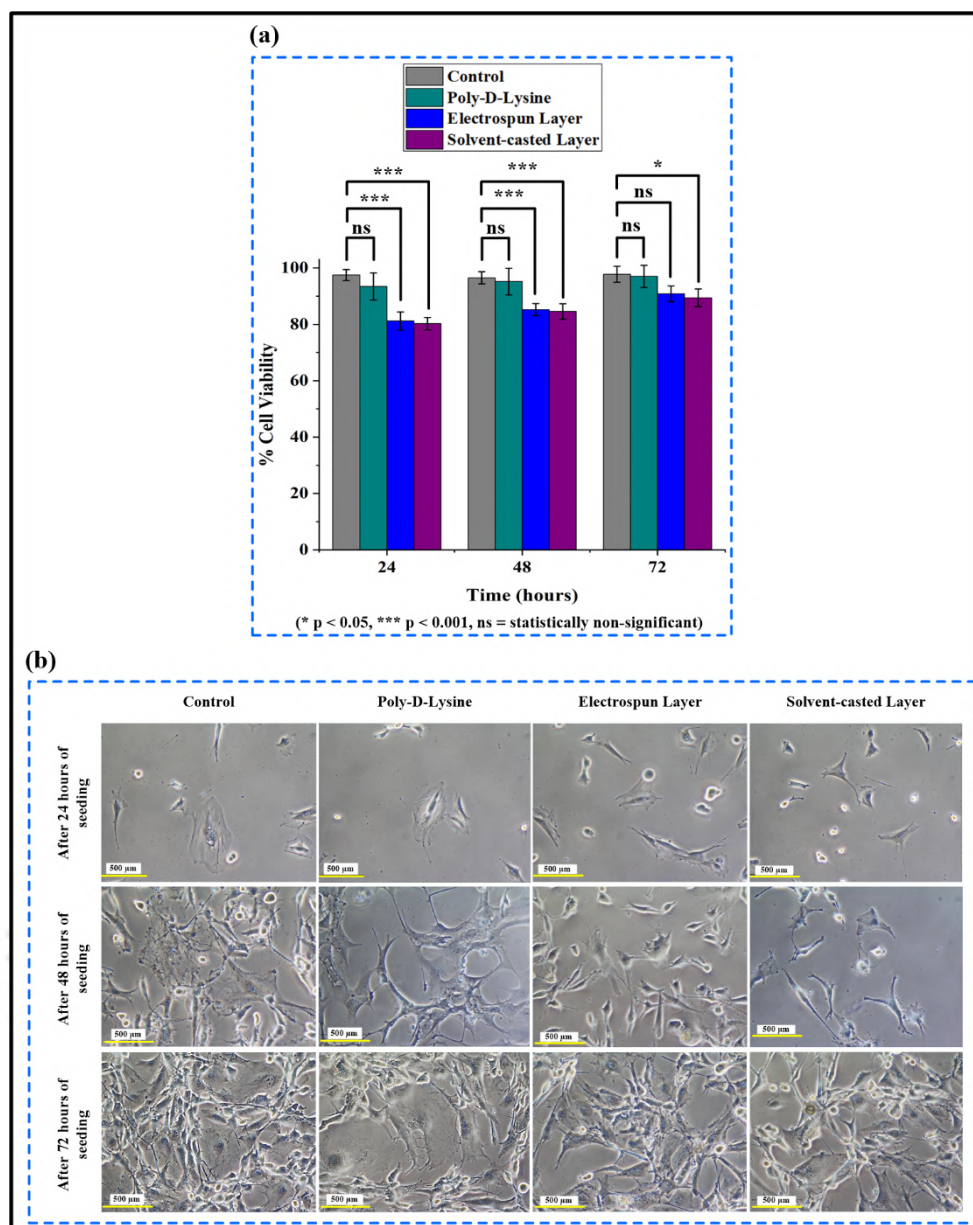 (a)
Control
Poly-D-Lysine
Electrospun Layer
Solvent-casted Layer
***
***
ns
***
***
ns
*
ns
ns
% Cell Viability
100
80
60
40
20
0
24
48
72
Time (hours)
(* p < 0.05, *** p < 0.001, ns = statistically non-significant)
(b)
Control
Poly-D-Lysine
Electrospun Layer
Solvent-casted Layer
After 24 hours of
seeding
500 µm
500 µm
500 µm
500 µm
After 48 hours of
seeding
500 µm
500 µm
500 µm
500 µm
After 72 hours of
seeding
500 µm
500 µm
500 µm
500 µm